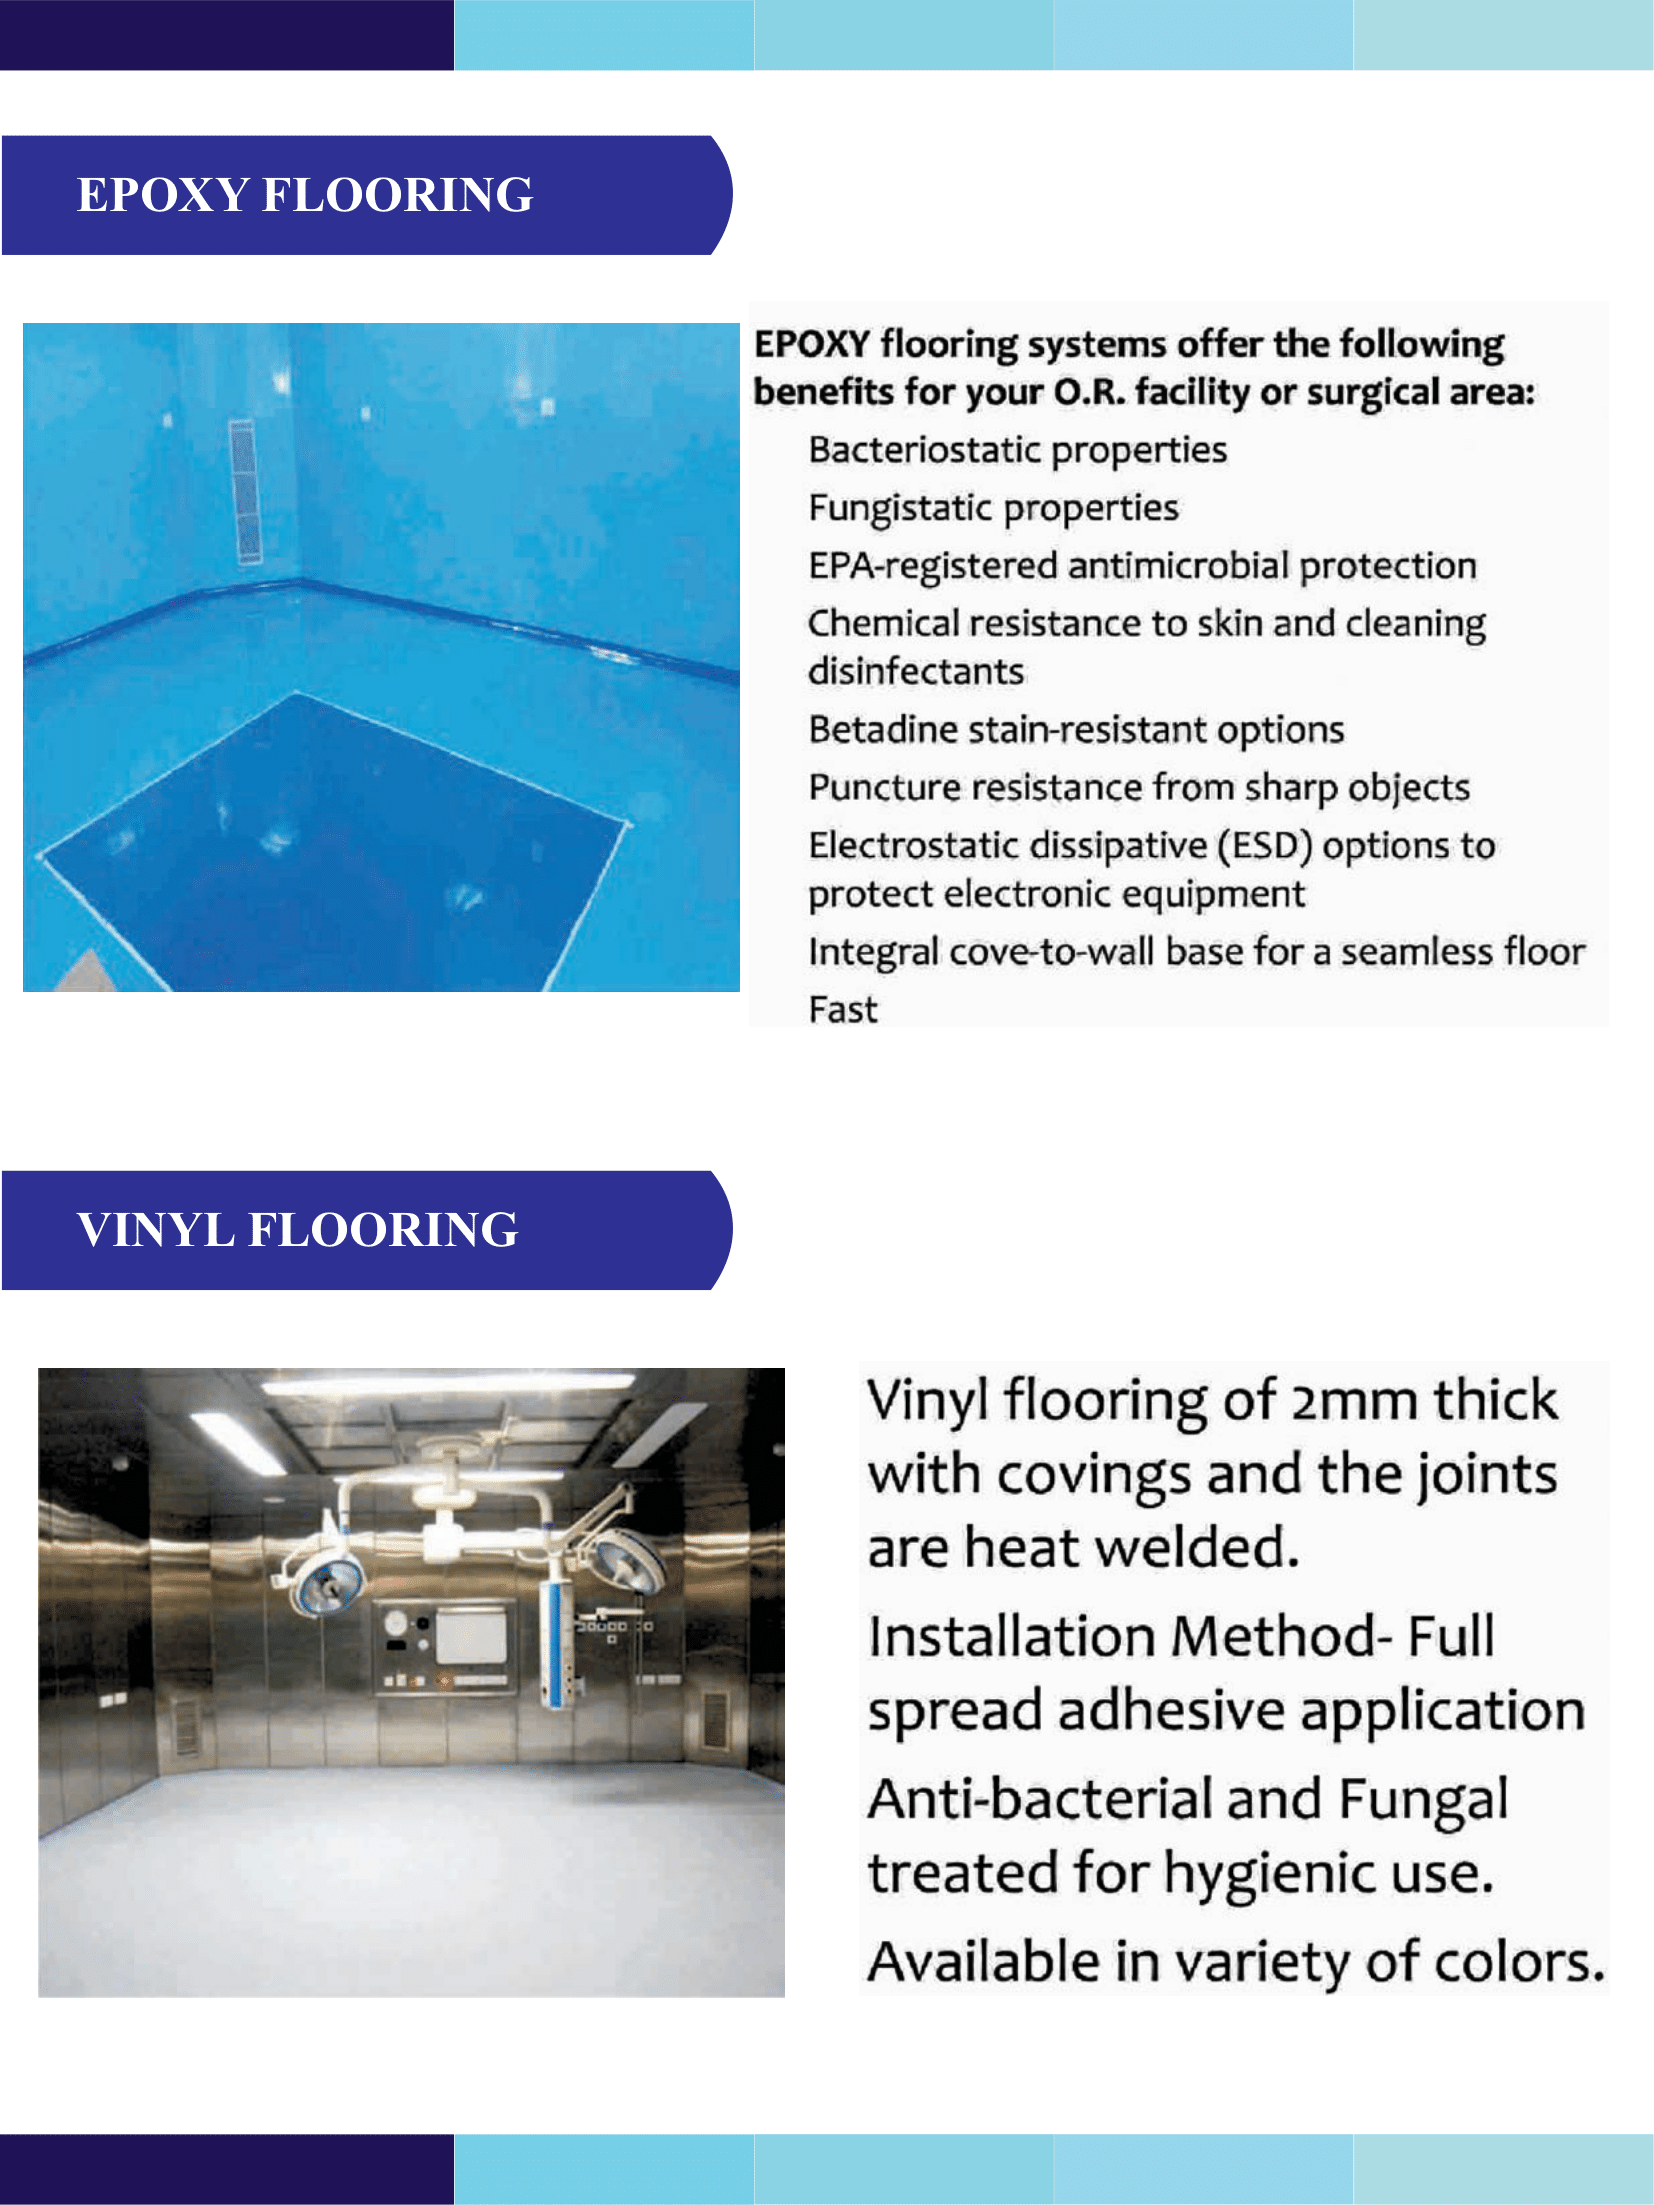 EPOXY FLOORING
EPOXY flooring systems offer the following
benefits for your O.R. facility or surgical area:
Bacteriostatic properties
Fungistatic properties
EPA-registered antimicrobial protection
Chemical resistance to skin and cleaning
disinfectants
Betadine stain-resistant options
Puncture resistance from sharp objects
Electrostatic dissipative (ESD) options to
protect electronic equipment
Integral cove-to-wall base for a seamless floor
Fast
VINYL FLOORING
Vinyl flooring of 2mm thick
with covings and the joints
are heat welded.
Installation Method- Full
spread adhesive application
Anti-bacterial and Fungal
treated for hygienic use.
Available in variety of colors.